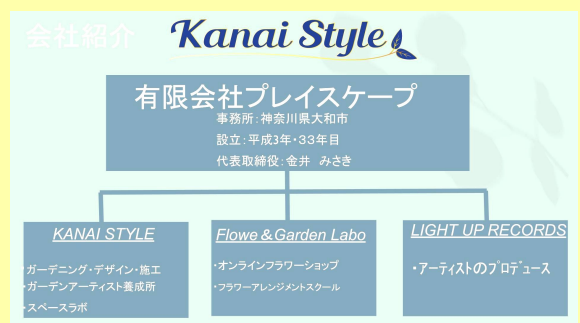 会社紹介
Kanai Style
有限会社プレイスケープ
事務所：神奈川県大和市
設立：平成3年・33年目
代表取締役：金井　みさき
KANAI STYLE
・ガーデニング・デザイン・施工
・ガーデンアーティスト養成所
・スペースラボ
Flowe＆Garden Labo
・オンラインフラワーショップ
・フラワーアレンジメントスクール
LIGHT UP RECORDS
・アーティストのプロデュース